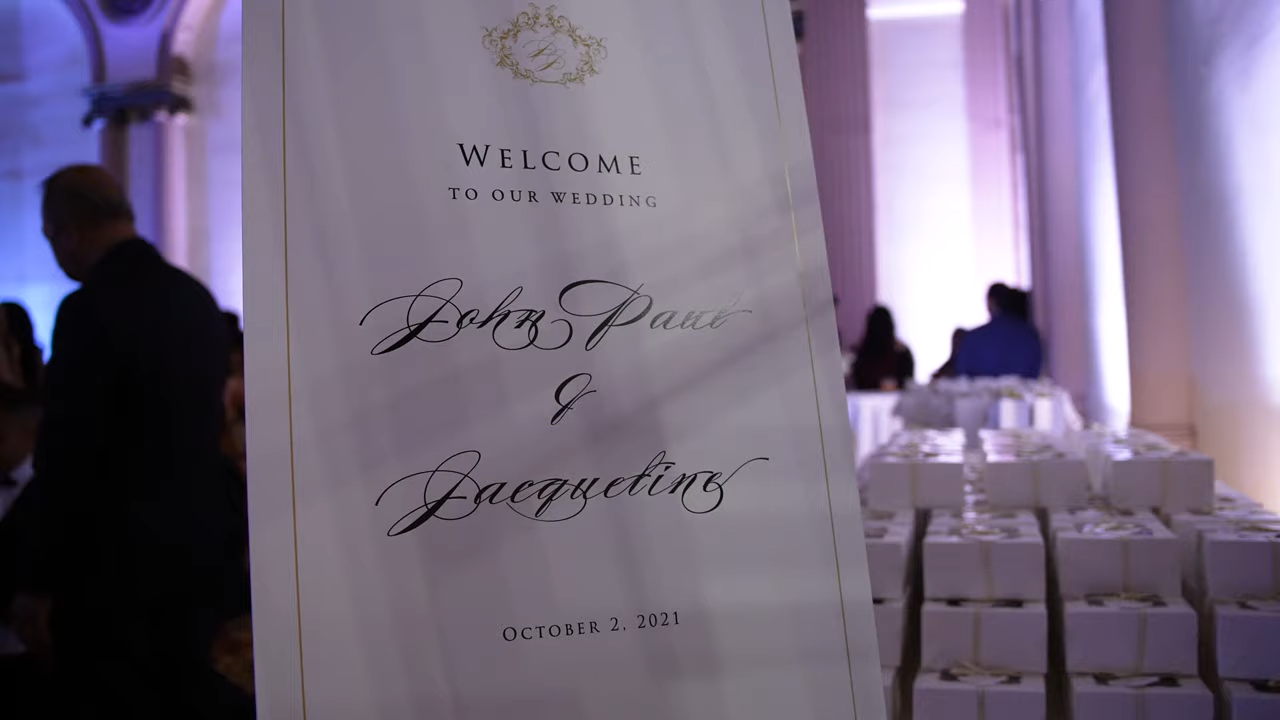 WELCOME
TO OUR WEDDING
John Paul
&
Jacqueline
OCTOBER 2, 2021